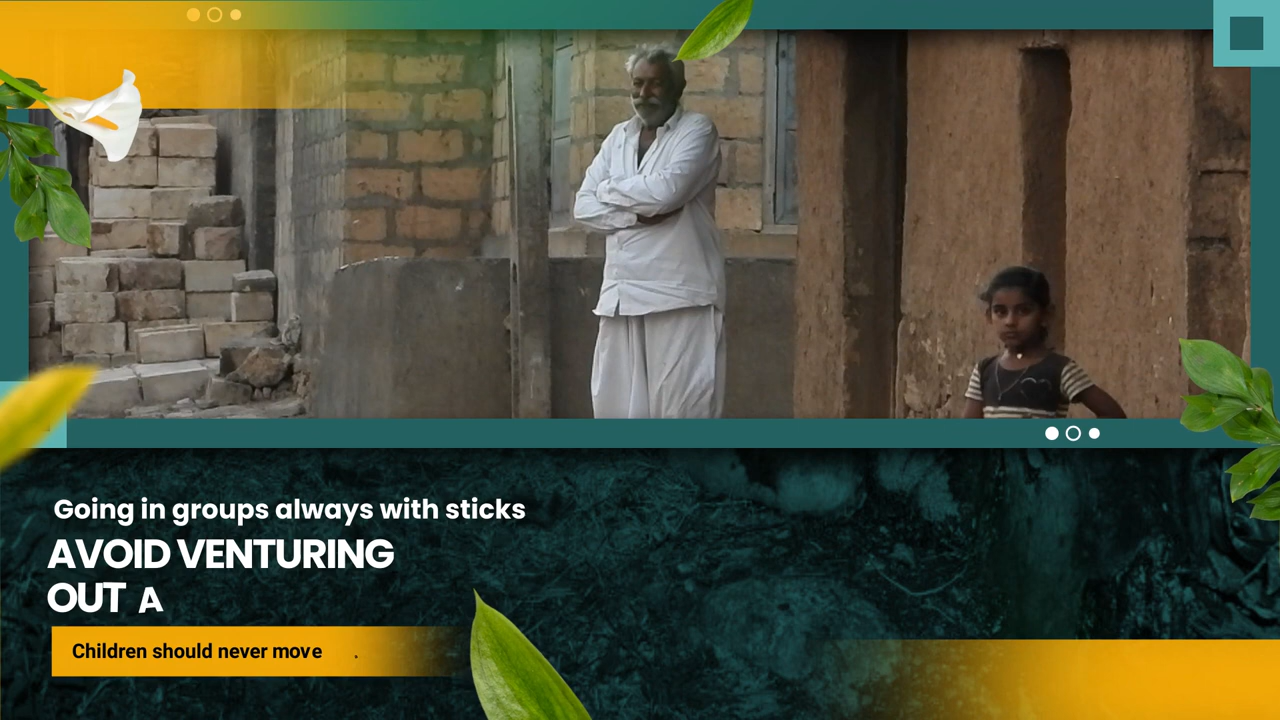 Going in groups always with sticks
AVOID VENTURING
OUT A
Children should never move .